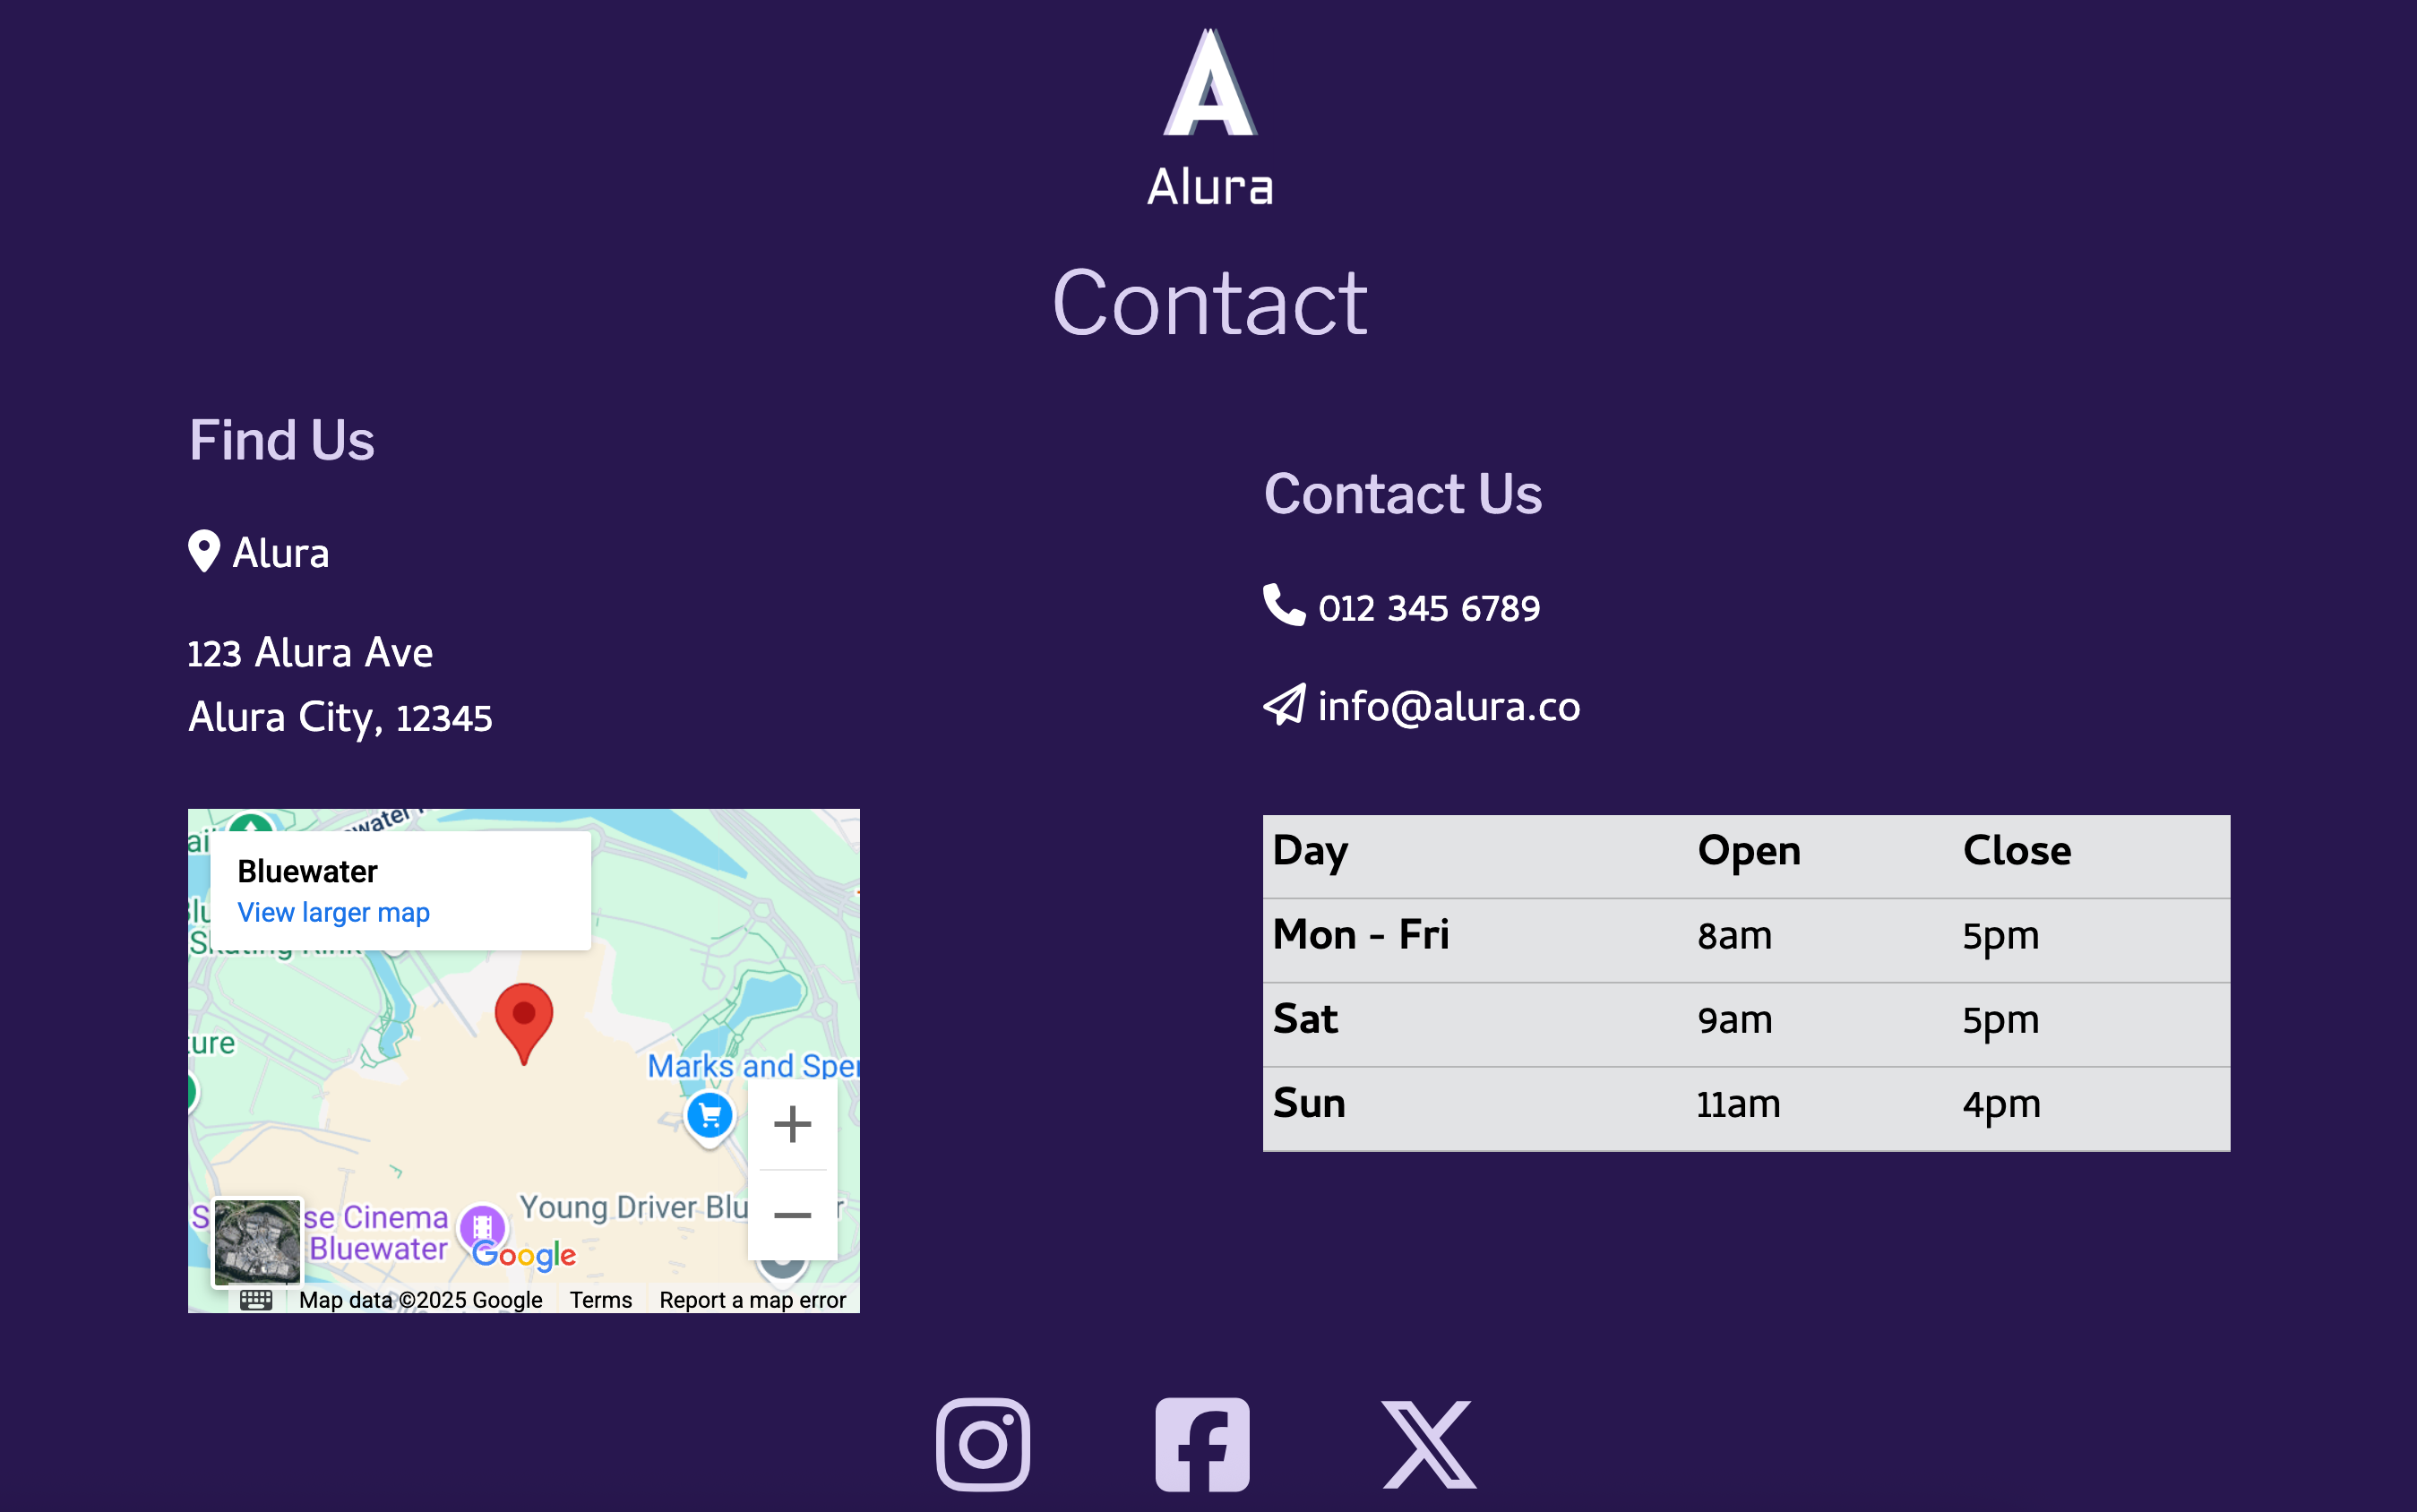 A
Alura
Contact
Find Us
Alura
123 Alura Ave
Alura City, 12345
Bluewater
View larger map
ure
Marks and Spe
Young Driver Blu
se Cinema
Bluewater
Google
Map data ©2025 Google
Terms
Report a map error
Contact Us
012 345 6789
info@alura.co
Day Open Close
Mon - Fri 8am 5pm
Sat 9am 5pm
Sun 11am 4pm